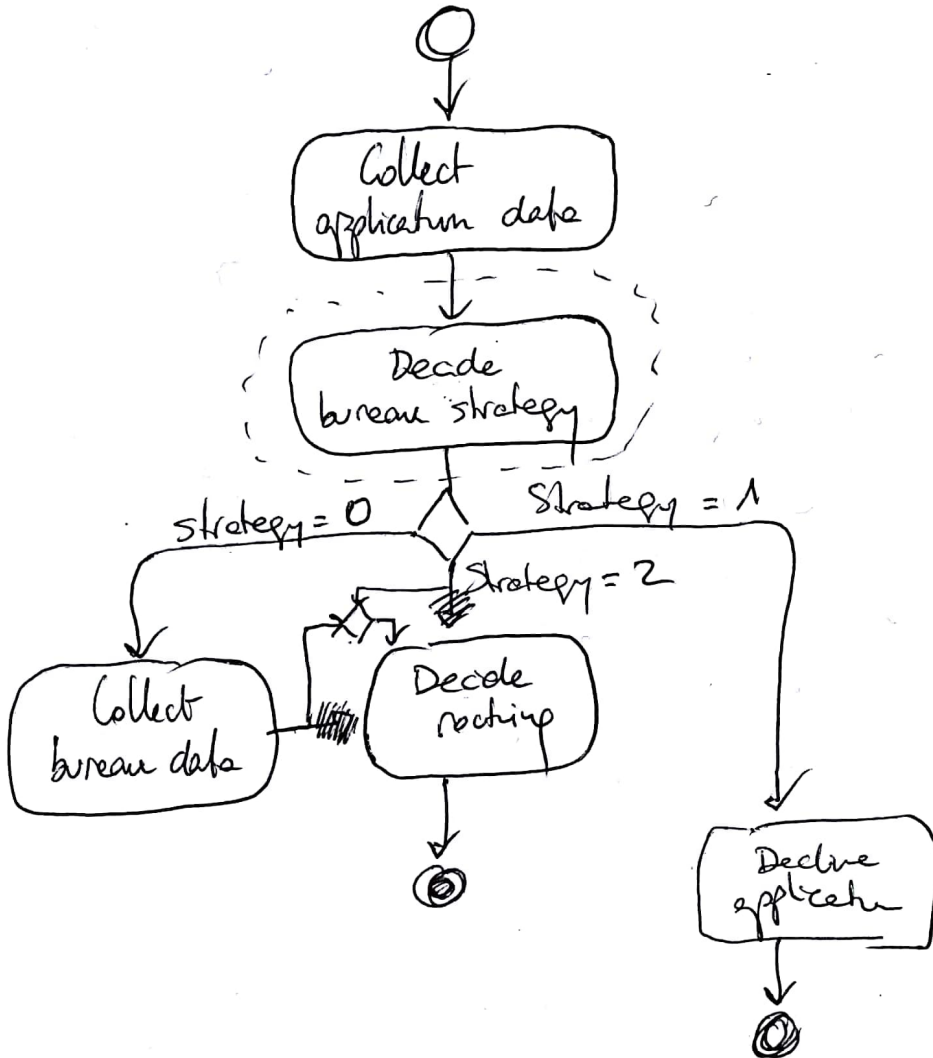 Collect
application data
Decide
bureau strategy
strategy = 0
Strategy = 1
Strategy = 2
Collect
bureau data
Decide
routing
Decline
application